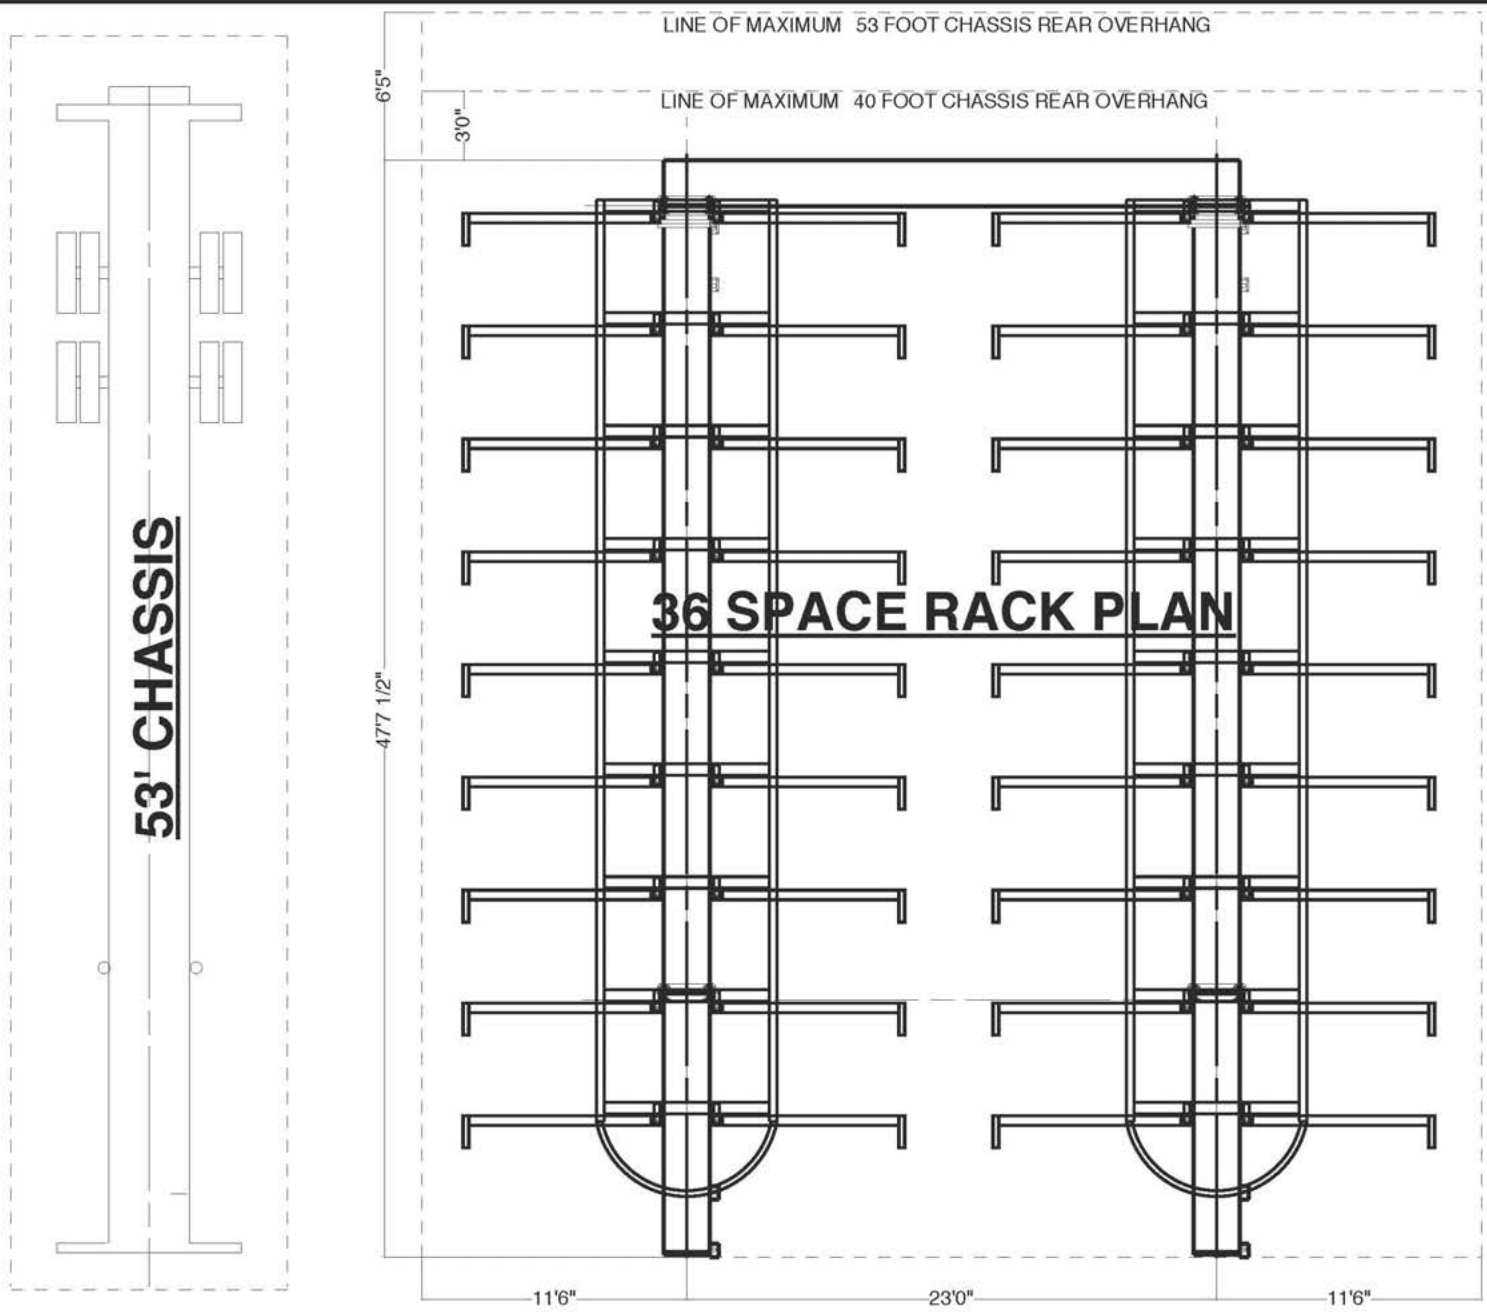 LINE OF MAXIMUM 53 FOOT CHASSIS REAR OVERHANG
6'5"
LINE OF MAXIMUM 40 FOOT CHASSIS REAR OVERHANG
3'0"
53' CHASSIS
36 SPACE RACK PLAN
47'7 1/2"
11'6"
23'0"
11'6"